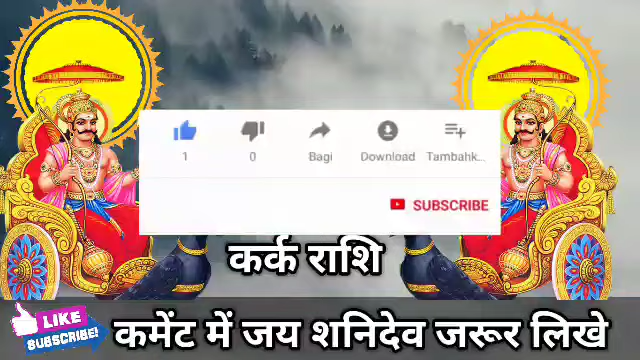 1
0
Bagi
Download
Tambahk...
SUBSCRIBE
कर्क राशि
LIKE
SUBSCRIBE!
कमेंट में जय शनिदेव जरूर लिखे